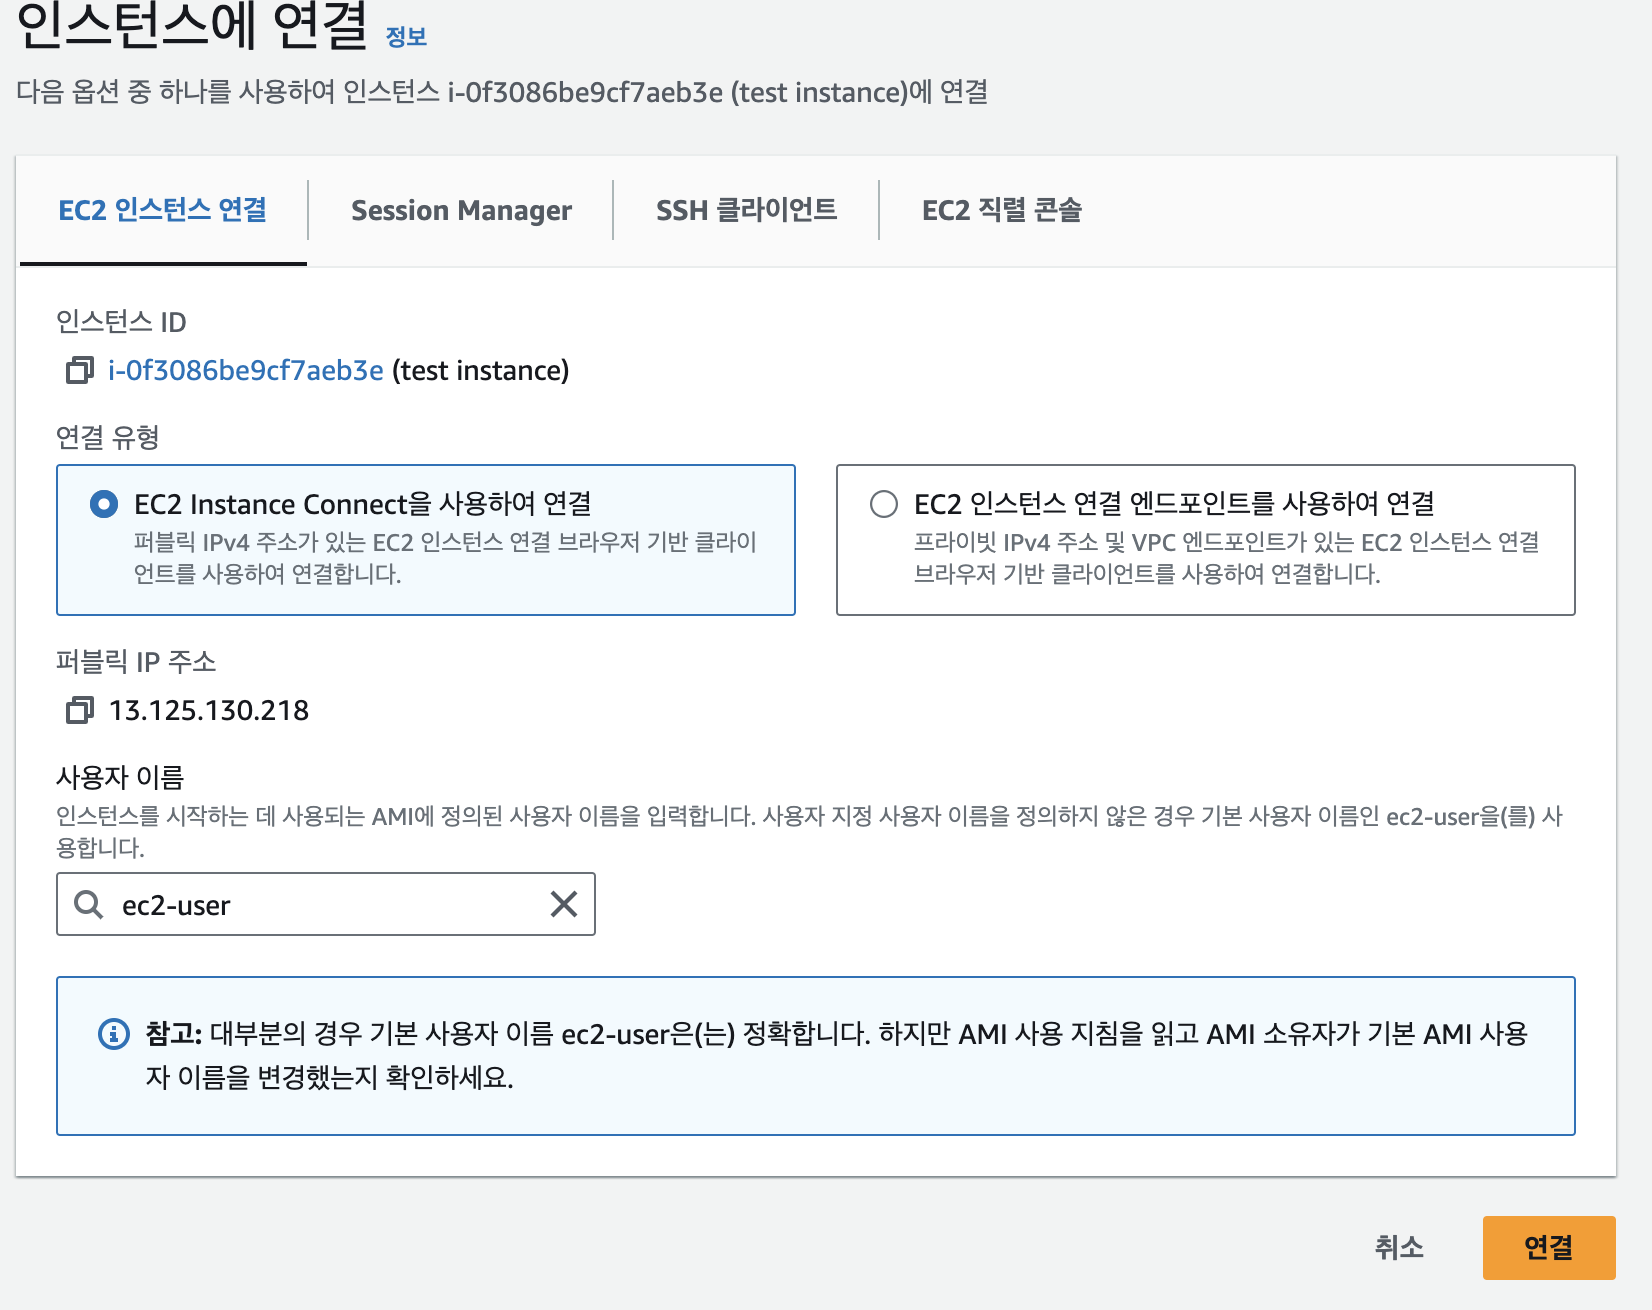 인스턴스에 연결 정보
다음 옵션 중 하나를 사용하여 인스턴스 i-0f3086be9cf7aeb3e (test instance)에 연결
EC2 인스턴스 연결
Session Manager
SSH 클라이언트
EC2 직렬 콘솔
인스턴스 ID
i-0f3086be9cf7aeb3e (test instance)
연결 유형
EC2 Instance Connect을 사용하여 연결
퍼블릭 IPv4 주소가 있는 EC2 인스턴스 연결 브라우저 기반 클라이
언트를 사용하여 연결합니다.
EC2 인스턴스 연결 엔드포인트를 사용하여 연결
프라이빗 IPv4 주소 및 VPC 엔드포인트가 있는 EC2 인스턴스 연결
브라우저 기반 클라이언트를 사용하여 연결합니다.
퍼블릭 IP 주소
13.125.130.218
사용자 이름
인스턴스를 시작하는 데 사용되는 AMI에 정의된 사용자 이름을 입력합니다. 사용자 지정 사용자 이름을 정의하지 않은 경우 기본 사용자 이름인 ec2-user을(를) 사
용합니다.
ec2-user
참고: 대부분의 경우 기본 사용자 이름 ec2-user은(는) 정확합니다. 하지만 AMI 사용 지침을 읽고 AMI 소유자가 기본 AMI 사용
자 이름을 변경했는지 확인하세요.
취소
연결